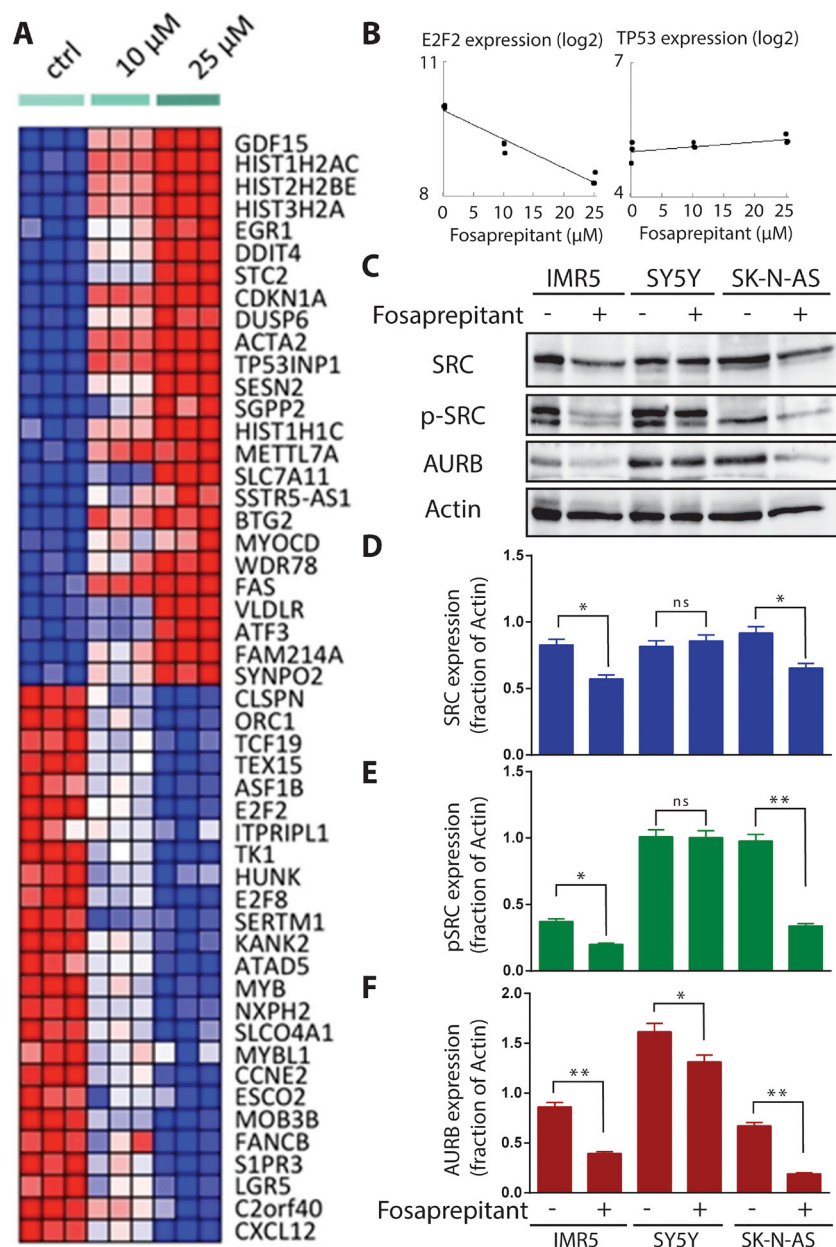 A
ctrl
10 μM
25 μM
GDF15
HIST1H2AC
HIST2H2BE
HIST3H2A
EGR1
DDIT4
STC2
CDKN1A
DUSP6
ACTA2
TP53INP1
SESN2
SGPP2
HIST1H1C
METTL7A
SLC7A11
SSTR5-AS1
BTG2
MYOCD
WDR78
FAS
VLDLR
ATF3
FAM214A
SYNPO2
CLSPN
ORC1
TCF19
TEX15
ASF1B
E2F2
ITPRIPL1
TK1
HUNK
E2F8
SERTM1
KANK2
ATAD5
MYB
NXPH2
SLCO4A1
MYBL1
CCNE2
ESCO2
MOB3B
FANCB
S1PR3
LGR5
C2orf40
CXCL12
B
E2F2 expression (log2)
11
8
0 5 10 15 20 25
Fosaprepitant (μM)
TP53 expression (log2)
7
4
0 5 10 15 20 25
Fosaprepitant (μM)
C
IMR5 SY5Y SK-N-AS
Fosaprepitant - + - + - +
SRC
p-SRC
AURB
Actin
D
SRC expression
(fraction of Actin)
1.5
1.0
0.5
0.0
* ns *
E
pSRC expression
(fraction of Actin)
1.5
1.0
0.5
0.0
* ns **
F
AURB expression
(fraction of Actin)
2.0
1.5
1.0
0.5
0.0
** * **
Fosaprepitant - + - + - +
IMR5 SY5Y SK-N-AS